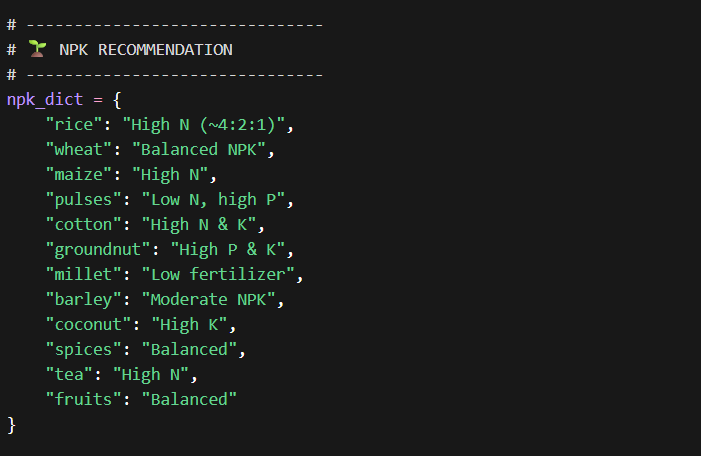 # -------------------------------
# 🌱 NPK RECOMMENDATION
# -------------------------------
npk_dict = {
    "rice": "High N (~4:2:1)",
    "wheat": "Balanced NPK",
    "maize": "High N",
    "pulses": "Low N, high P",
    "cotton": "High N & K",
    "groundnut": "High P & K",
    "millet": "Low fertilizer",
    "barley": "Moderate NPK",
    "coconut": "High K",
    "spices": "Balanced",
    "tea": "High N",
    "fruits": "Balanced"
}